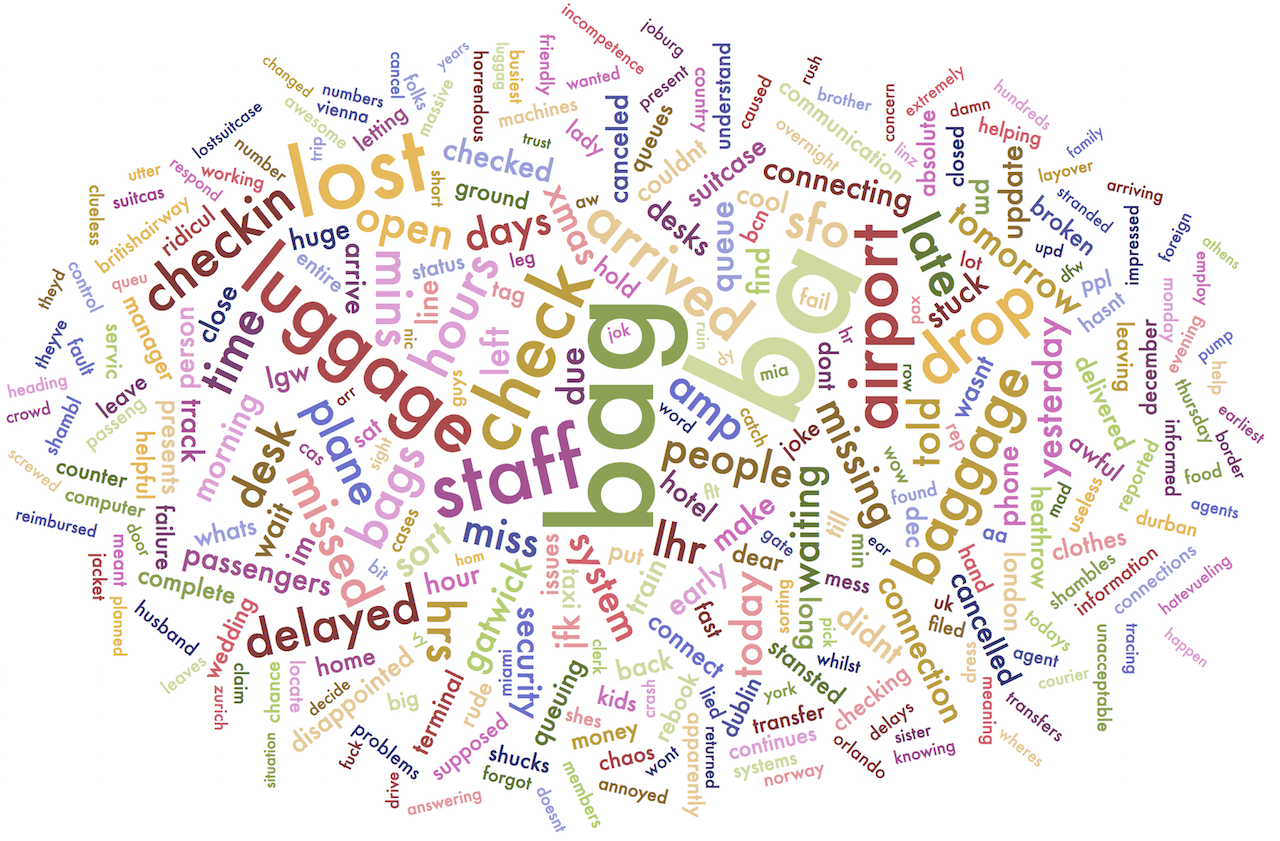 incompetence
joburg
years
changed
numbers
vienna
cancel
folks
luggag
horrendous
busiest
friendly
wanted
present
country
understand
rush
brother
caused
concern
extremely
damn
hundreds
helping
family
lostsuitcase
awesome
letting
massive
machines
trust
lady
canceled
queues
communication
overnight
linz
absolute
closed
layover
arriving
utter
number
trip
respond
working
suitcas
clueless
britishairway
ridicul
checkin
lost
short
checked
ground
xmas
aw
couldnt
suitcase
connecting
md
update
stranded
broken
upd
impressed
foreign
athens
theyd
control
queu
huge
open
days
desks
queue
cool
bcn
sfo
late
tomorrow
dfw
ppl
hasnt
employ
monday
theyve
fault
servic
manager
close
entire
arrive
mins
status
leg
hold
arrived
find
airport
lot
stuck
evening
pump
help
heading
crowd
shambl
leave
passeng
person
time
luggage
nic
line
hours
tag
check
jok
ruin
ba
fail
hr
pax
drop
yesterday
leaving
december
thursday
earliest
border
screwed
counter
helpful
presents
track
morning
lgw
arr
left
guys
due
bag
dy
mia
dont
row
wasnt
delivered
informed
food
agents
computer
reimbursed
door
failure
desk
plane
sat
sight
staff
amp
word
catch
joke
missing
told
rep
baggage
phone
awful
mad
useless
reported
durban
jacket
meant
complete
whats
wait
cas
missed
bags
cases
people
hotel
flt
wow
found
dec
aa
heathrow
clothes
planned
husband
passengers
im
bit
sort
hom
miss
issues
system
put
lhr
make
gate
waiting
till
min
ear
hand
london
shambles
information
connections
hatevueling
leaves
wedding
delayed
hour
hrs
gatwick
security
taxi
jfk
train
early
dear
today
sorting
guol
mess
didnt
connection
uk
filed
cancelled
todays
tracing
happen
zurich
claim
chance
locate
home
vy
miami
clerk
back
connect
fast
pick
stansted
whilst
agent
courier
unacceptable
situation
decide
disappointed
big
terminal
rude
queuing
kids
crash
rebook
lied
dublin
york
transfer
checking
dress
meaning
transfers
wheres
fuck
problems
supposed
shucks
shes
money
chaos
wont
returned
apparently
continues
systems
norway
orlando
delays
sister
knowing
drive
answering
forgot
doesnt
members
annoyed